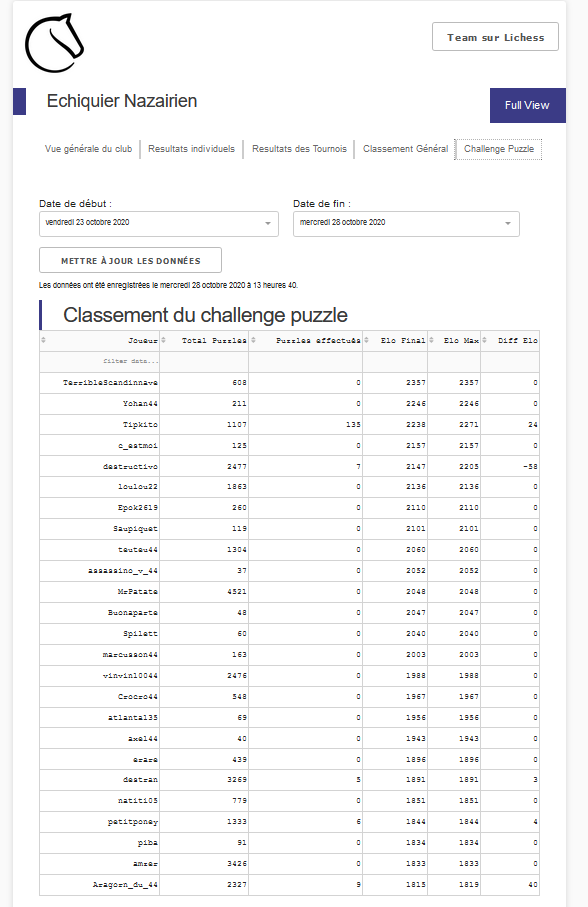 Team sur Lichess
Echiquier Nazairien
Full View
Vue générale du club Resultats individuels Resultats des Tournois Classement Général Challenge Puzzle
Date de début : Date de fin :
vendredi 23 octobre 2020 mercredi 28 octobre 2020
METTRE À JOUR LES DONNÉES
Les données ont été enregistrées le mercredi 28 octobre 2020 à 13 heures 40.
Classement du challenge puzzle
Joueur Total Puzzles Puzzles effectués Elo Final Elo Max Diff Elo
filter data...
TerribleScandinnave 608 0 2357 2357 0
Yohan44 211 0 2246 2246 0
Tipkito 1107 135 2238 2271 24
c_estmoi 125 0 2157 2157 0
destructivo 2477 7 2147 2205 -58
loulou22 1863 0 2136 2136 0
Epok2619 260 0 2110 2110 0
Saupiquet 119 0 2101 2101 0
teuteu44 1304 0 2060 2060 0
assassino_v_44 37 0 2052 2052 0
MrPatate 4521 0 2048 2048 0
Buonaparte 48 0 2047 2047 0
Spilett 60 0 2040 2040 0
marcusson44 163 0 2003 2003 0
vinvin10044 2476 0 1988 1988 0
Crocro44 548 0 1967 1967 0
atlanta135 69 0 1956 1956 0
axel44 40 0 1943 1943 0
erare 439 0 1896 1896 0
destran 3269 5 1891 1891 3
natiti05 779 0 1851 1851 0
petitponey 1333 6 1844 1844 4
piba 91 0 1834 1834 0
amzer 3426 0 1833 1833 0
Aragorn_du_44 2327 9 1815 1819 40